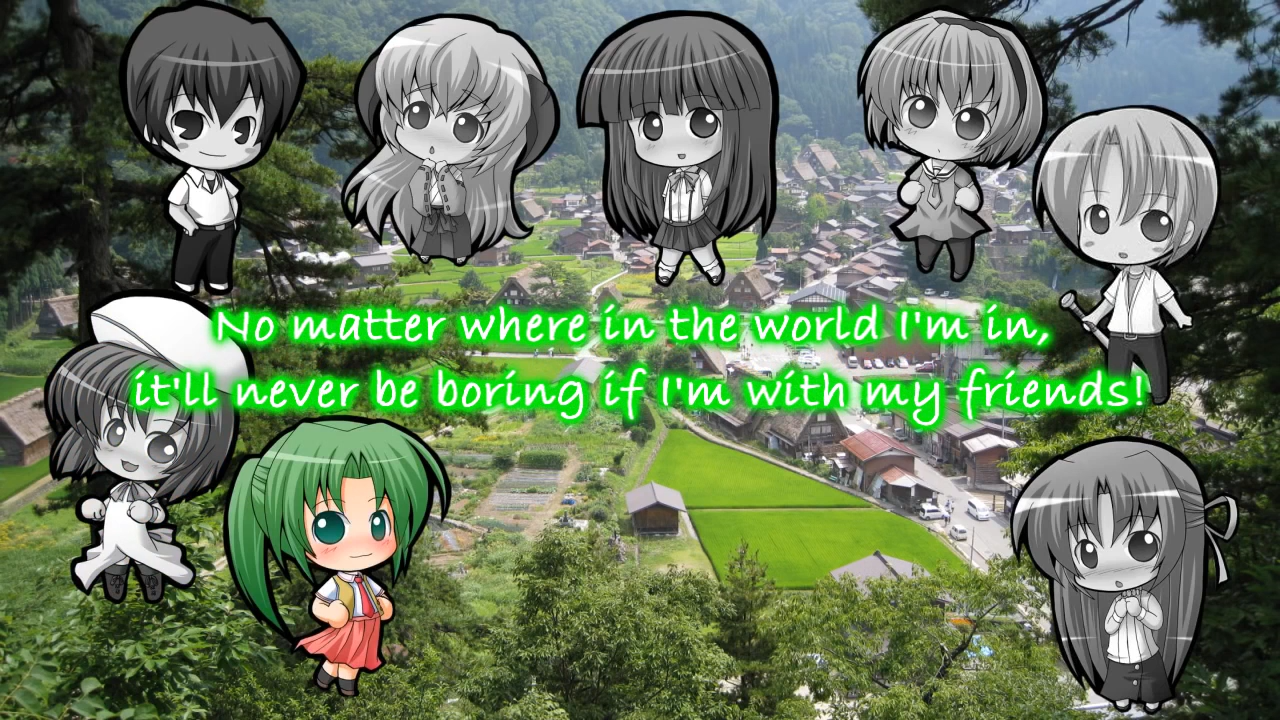 No matter where in the world I'm in,
it'll never be boring if I'm with my friends!